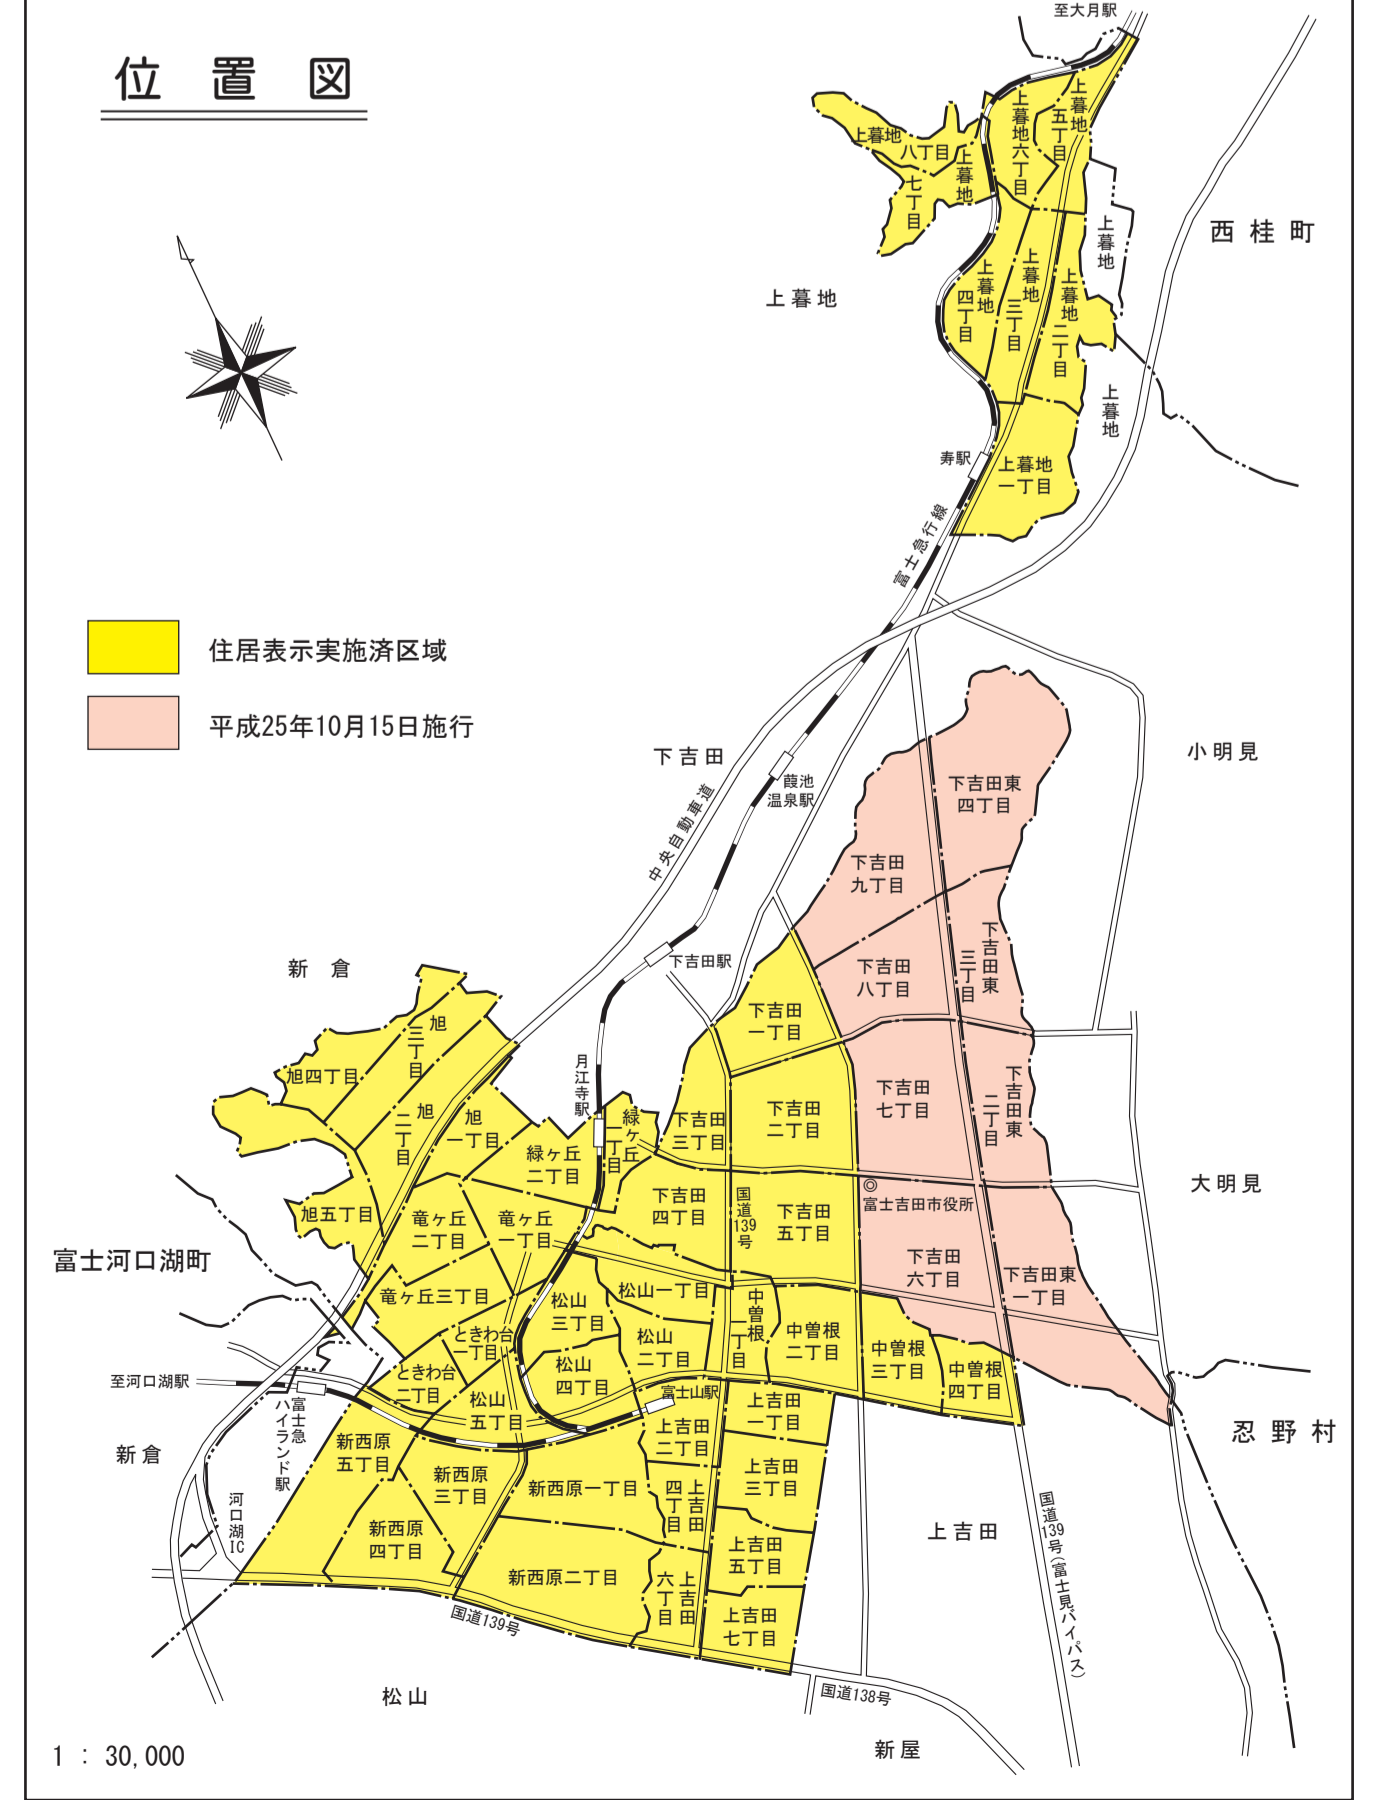 位置図
至大月駅
上暮地
五丁目
上暮地六丁目
上暮地
八丁目
上暮地
七丁目
上暮地
西桂町
上暮地
上暮地
四丁目
上暮地
三丁目
上暮地
二丁目
上暮地
寿駅
上暮地
一丁目
富士急行線
住居表示実施済区域
平成25年10月15日施行
下吉田
中央自動車道
葭池
温泉駅
小明見
下吉田東
四丁目
下吉田
九丁目
下吉田東
三丁目
下吉田
八丁目
下吉田駅
新倉
下吉田
一丁目
旭
三丁目
旭四丁目
旭
二丁目
旭
一丁目
月江寺駅
緑ヶ丘
一丁目
緑ヶ丘
二丁目
下吉田
三丁目
下吉田
二丁目
下吉田
七丁目
下吉田東
二丁目
大明見
旭五丁目
竜ヶ丘
二丁目
竜ヶ丘
一丁目
下吉田
四丁目
国道139号
下吉田
五丁目
富士吉田市役所
下吉田
六丁目
下吉田東
一丁目
富士河口湖町
竜ヶ丘三丁目
松山
三丁目
松山一丁目
中曽根
一丁目
ときわ台
一丁目
松山
二丁目
中曽根
二丁目
中曽根
三丁目
中曽根
四丁目
至河口湖駅
ときわ台
二丁目
松山
四丁目
富士山駅
松山
五丁目
富士急
ハイランド駅
上吉田
一丁目
上吉田
二丁目
忍野村
新倉
新西原
五丁目
新西原
三丁目
新西原一丁目
上吉田
四丁目
上吉田
三丁目
河口湖IC
新西原
四丁目
上吉田
国道139号(富士見バイパス)
上吉田
五丁目
新西原二丁目
上吉田
六丁目
上吉田
七丁目
国道139号
松山
国道138号
新屋
1 : 30,000